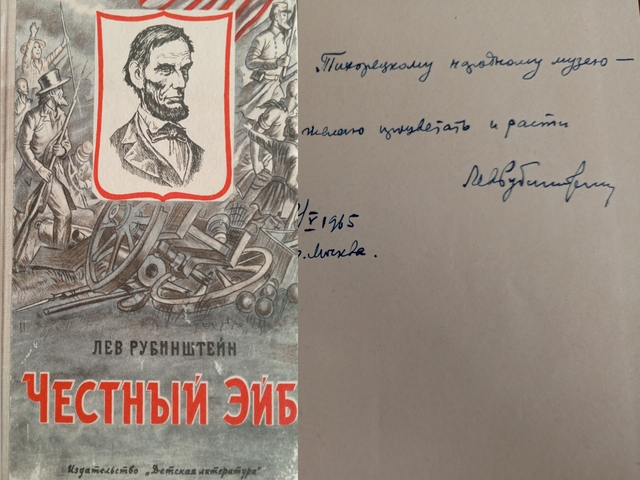 ЛЕВ РУБИНШТЕЙН
ЧЕСТНЫЙ ЭЙБ
Издательство „Детская литература"
Тихорецкому народному музею —
желаю процветать и расти
Лев Рубинштейн
V 1965
г. Москва.